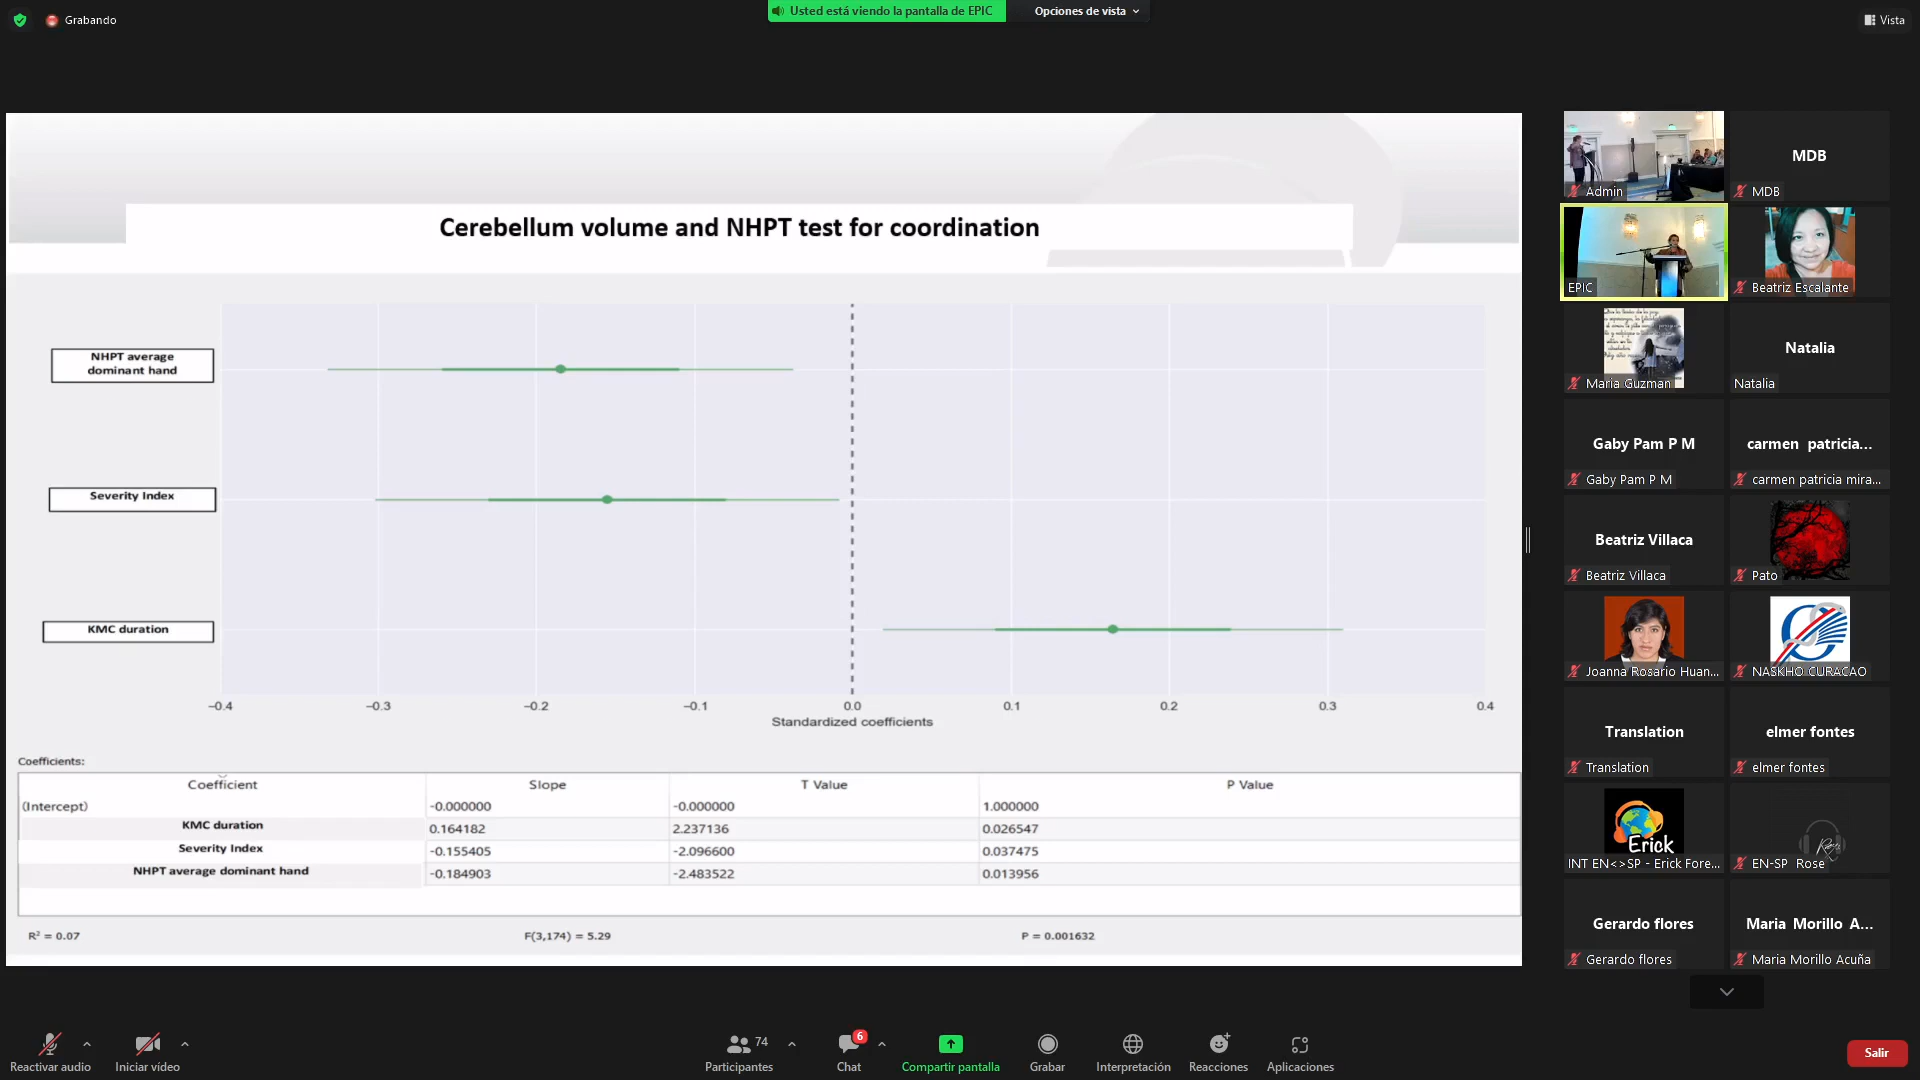 Grabando
Usted está viendo la pantalla de EPIC
Opciones de vista
Vista
Cerebellum volume and NHPT test for coordination
NHPT average
dominant hand
Severity Index
KMC duration
−0.4
−0.3
−0.2
−0.1
0.0
0.1
0.2
0.3
0.4
Standardized coefficients
Coefficients:
Coefficient Slope T Value P Value
(Intercept) -0.000000 -0.000000 1.000000
KMC duration 0.164182 2.237136 0.026547
Severity Index -0.155405 -2.096600 0.037475
NHPT average dominant hand -0.184903 -2.483522 0.013956
R² = 0.07 F(3,174) = 5.29 P = 0.001632
Admin
MDB
MDB
EPIC
Beatriz Escalante
Maria Guzman
Natalia
Natalia
Gaby Pam P M
Gaby Pam P M
carmen patricia...
carmen patricia mira...
Beatriz Villaca
Beatriz Villaca
Pato
Joanna Rosario Huan...
NASKHO CURACAO
Translation
Translation
elmer fontes
elmer fontes
Erick
INT EN<>SP - Erick Fore...
EN-SP Rose
Gerardo flores
Gerardo flores
Maria Morillo A...
Maria Morillo Acuña
Reactivar audio
Iniciar vídeo
74
Participantes
6
Chat
Compartir pantalla
Grabar
Interpretación
Reacciones
Aplicaciones
Salir